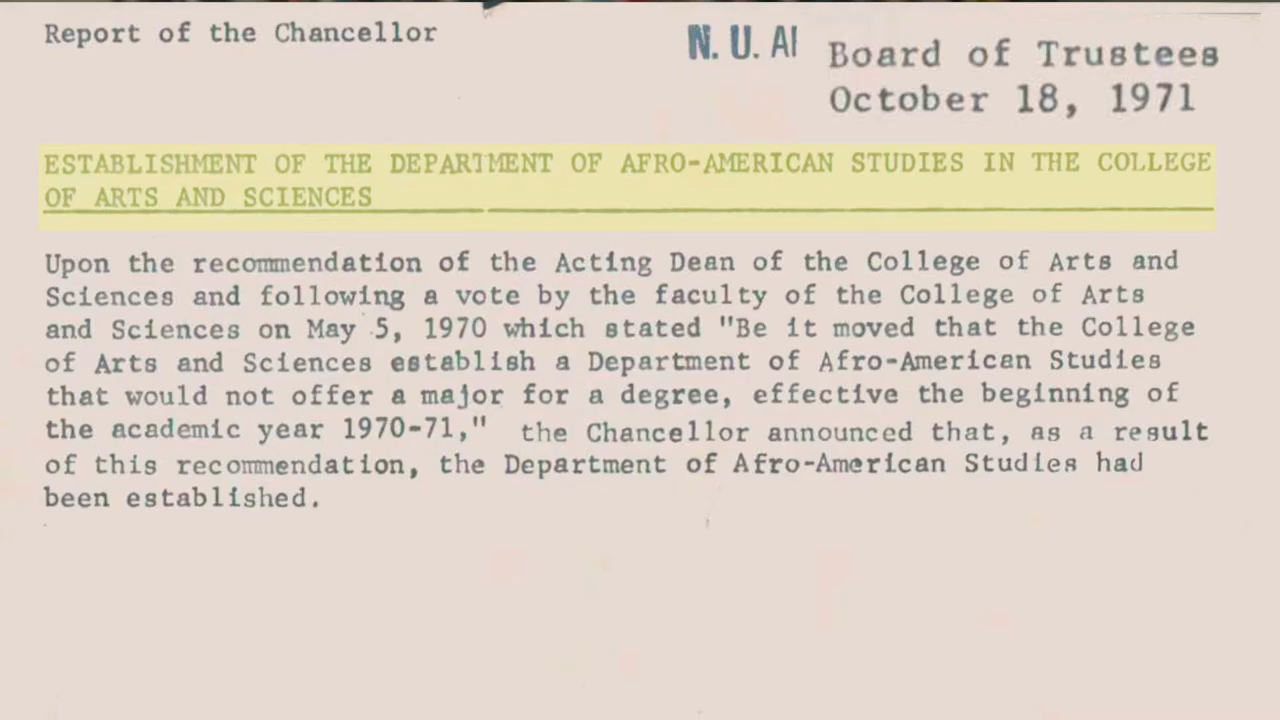 Report of the Chancellor
N. U. A
Board of Trustees
October 18, 1971
ESTABLISHMENT OF THE DEPARTMENT OF AFRO-AMERICAN STUDIES IN THE COLLEGE
OF ARTS AND SCIENCES
Upon the recommendation of the Acting Dean of the College of Arts and
Sciences and following a vote by the faculty of the College of Arts
and Sciences on May 5, 1970 which stated "Be it moved that the College
of Arts and Sciences establish a Department of Afro-American Studies
that would not offer a major for a degree, effective the beginning of
the academic year 1970-71," the Chancellor announced that, as a result
of this recommendation, the Department of Afro-American Studies had
been established.